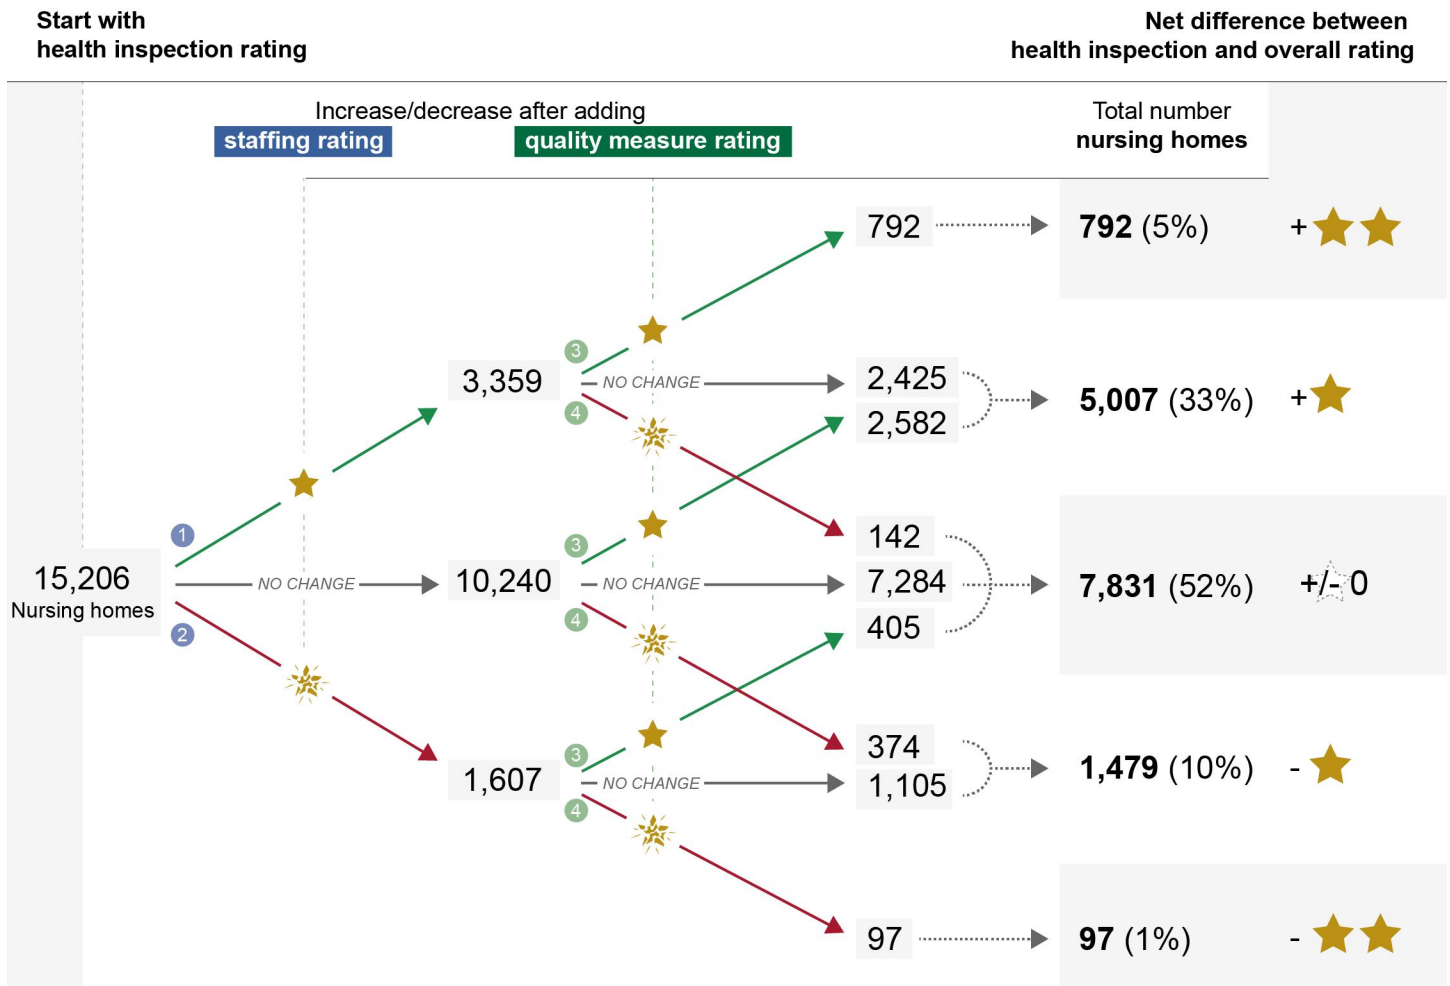 Start with
health inspection rating
Net difference between
health inspection and overall rating
Increase/decrease after adding
staffing rating
quality measure rating
Total number
nursing homes
792
792 (5%)
+
3
3,359
NO CHANGE
4
2,425
2,582
5,007 (33%)
+
1
15,206
Nursing homes
NO CHANGE
2
3
10,240
NO CHANGE
4
142
7,284
405
7,831 (52%)
+/- 0
3
1,607
NO CHANGE
4
374
1,105
1,479 (10%)
-
97
97 (1%)
-